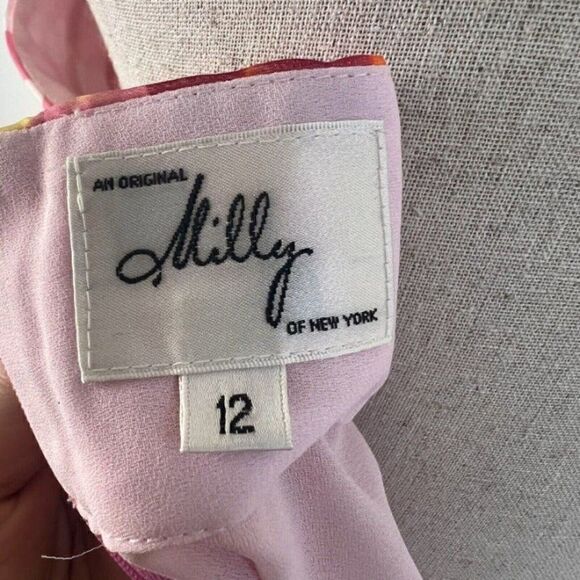 AN ORIGINAL
Milly
OF NEW YORK
12